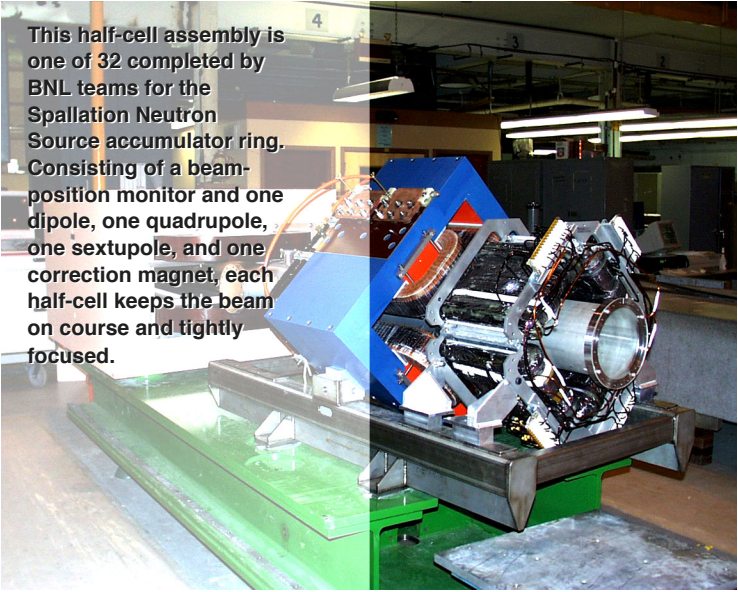 4
3
2
This half-cell assembly is
one of 32 completed by
BNL teams for the
Spallation Neutron
Source accumulator ring.
Consisting of a beam-
position monitor and one
dipole, one quadrupole,
one sextupole, and one
correction magnet, each
half-cell keeps the beam
on course and tightly
focused.